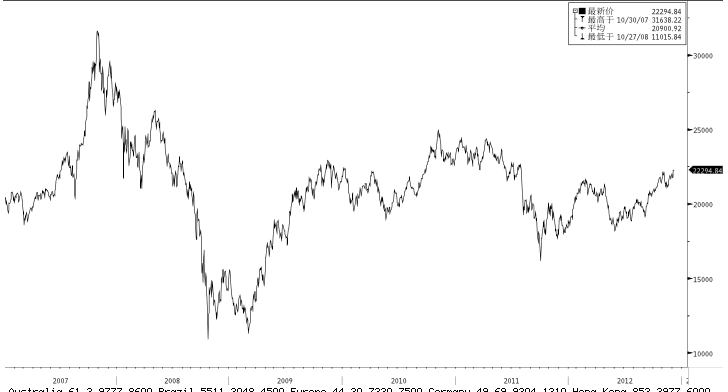 最新价 22294.84
最高于 10/30/07 31638.22
平均 20900.92
最低于 10/27/08 11015.84
30000
25000
22294.84
20000
15000
10000
2007 2008 2009 2010 2011 2012 2
Australia 61 2 9777 8600 Brazil 5511 3048 4500 Europe 44 20 7330 7500 Germany 49 69 9204 1210 Hong Kong 852 2977 6000